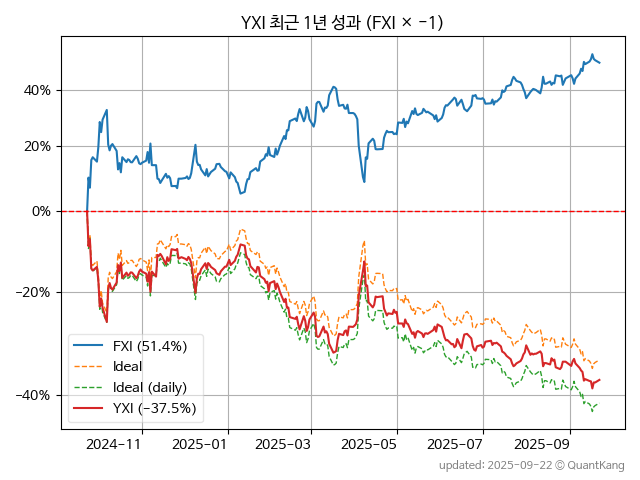 YXI 최근 1년 성과 (FXI × −1)
40%
20%
0%
−20%
−40%
FXI (51.4%)
Ideal
Ideal (daily)
YXI (−37.5%)
2024-11
2025-01
2025-03
2025-05
2025-07
2025-09
updated: 2025-09-22 © QuantKang